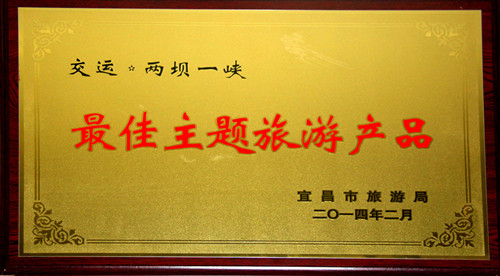 交运☆两坝一峡
最佳主题旅游产品
宜昌市旅游局
二〇一四年二月